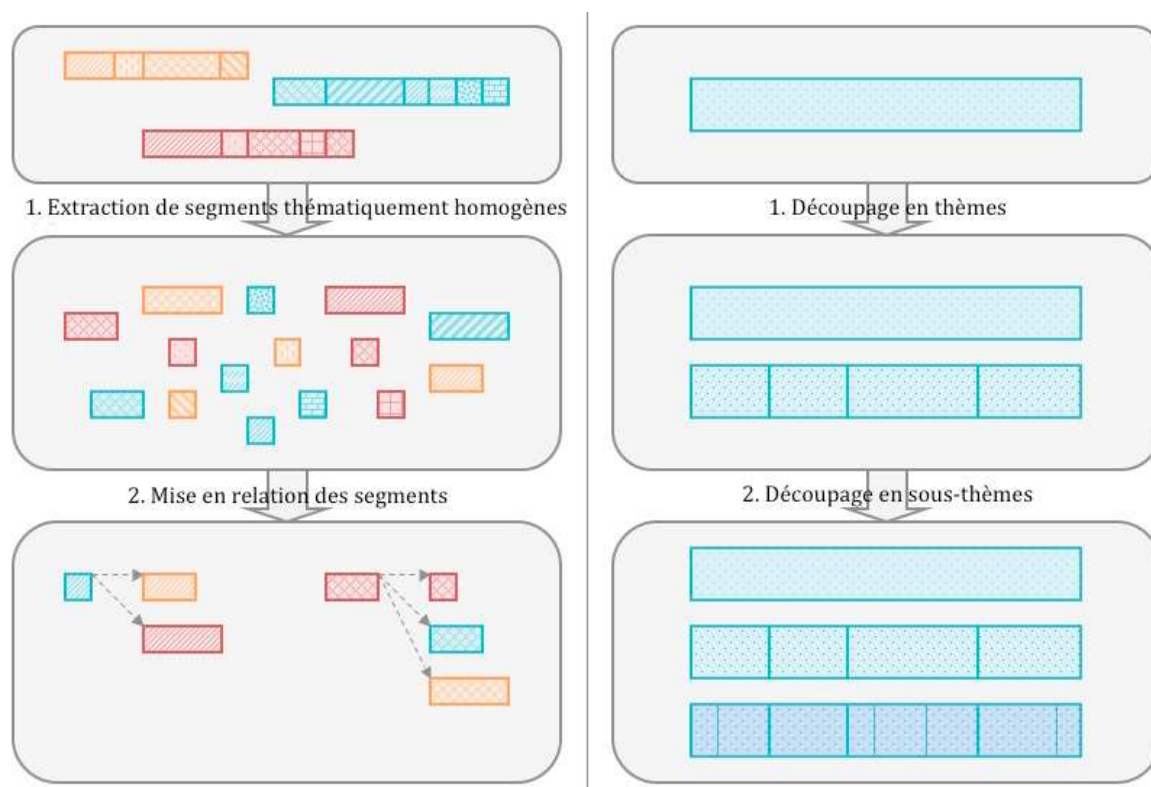 1. Extraction de segments thématiquement homogènes
2. Mise en relation des segments
1. Découpage en thèmes
2. Découpage en sous-thèmes